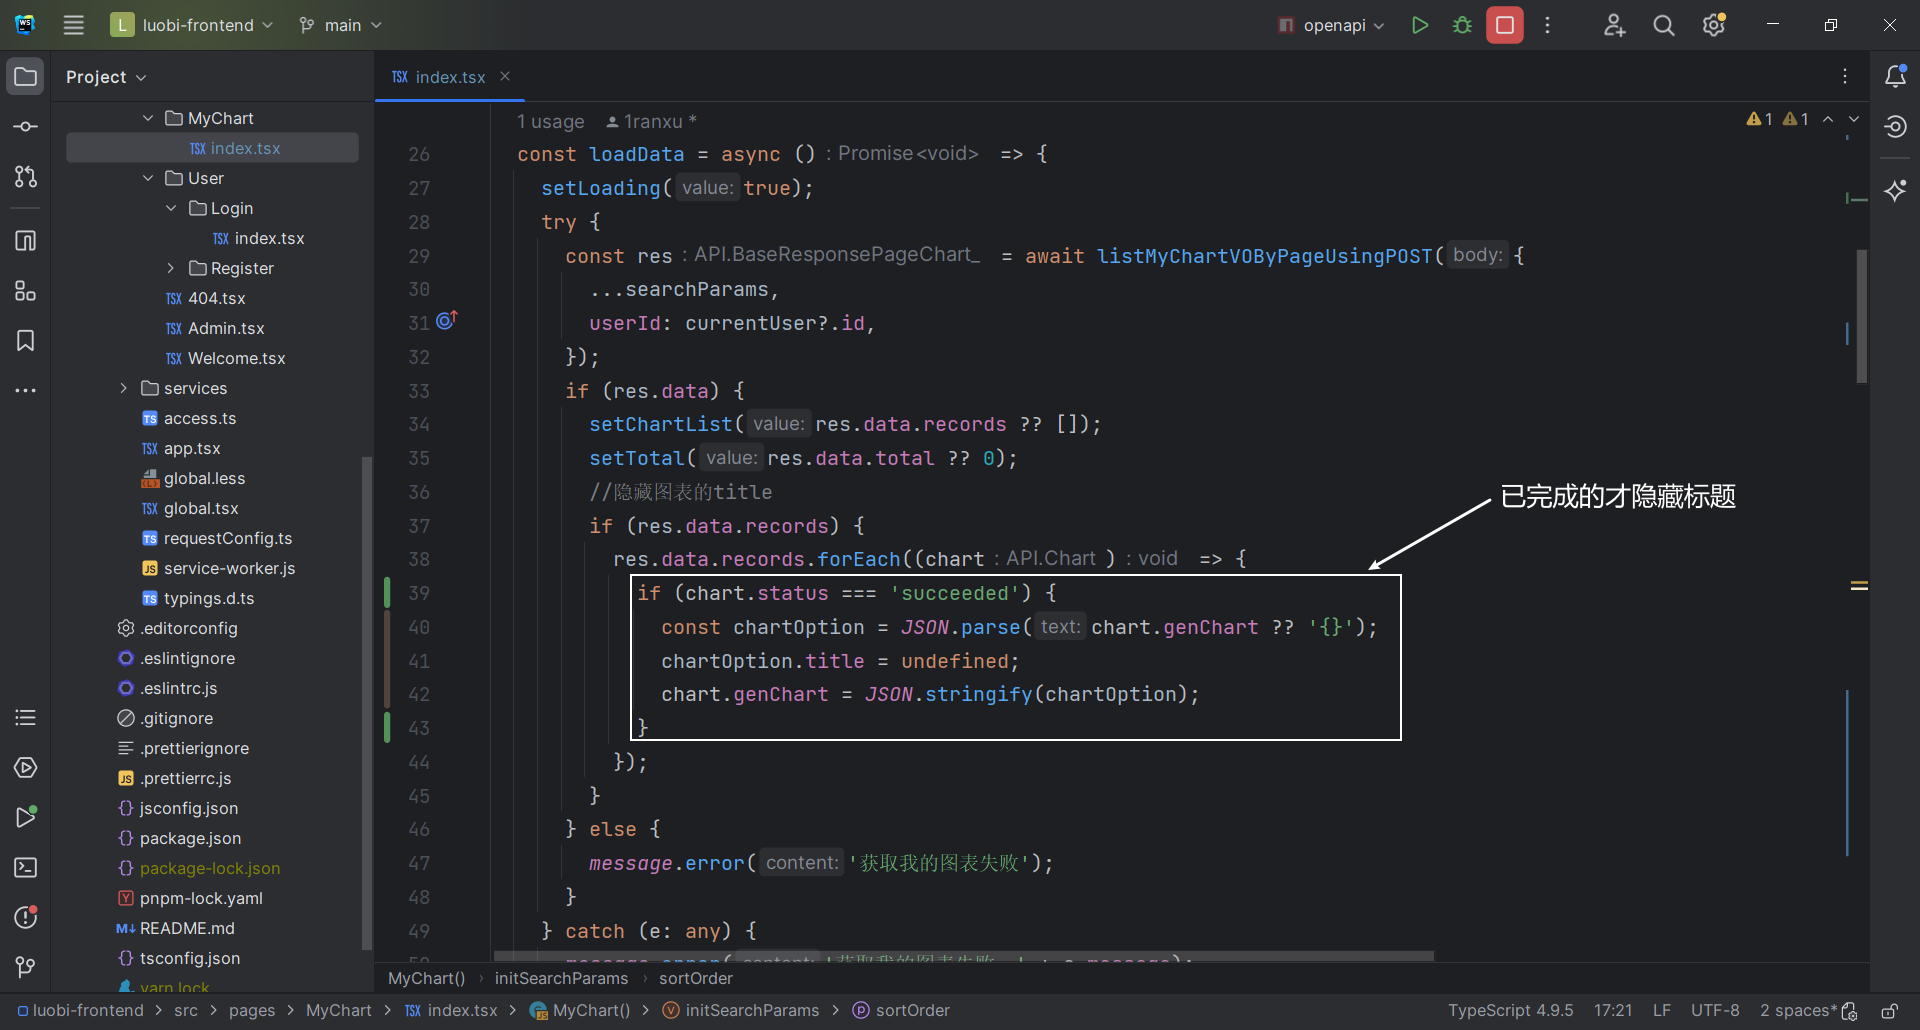 L luobi-frontend main openapi
Project
index.tsx
MyChart
index.tsx
User
Login
index.tsx
Register
404.tsx
Admin.tsx
Welcome.tsx
services
access.ts
app.tsx
global.less
global.tsx
requestConfig.ts
service-worker.js
typings.d.ts
.editorconfig
.eslintignore
.eslintrc.js
.gitignore
.prettierignore
.prettierrc.js
jsconfig.json
package.json
package-lock.json
pnpm-lock.yaml
README.md
tsconfig.json
yarn.lock
1 usage 1ranxu *
1 1
26 const loadData = async () : Promise<void> => {
27 setLoading( value: true);
28 try {
29 const res : API.BaseResponsePageChart_ = await listMyChartVOByPageUsingPOST( body: {
30 ...searchParams,
31 userId: currentUser?.id,
32 });
33 if (res.data) {
34 setChartList( value: res.data.records ?? []);
35 setTotal( value: res.data.total ?? 0);
36 //隐藏图表的title
37 if (res.data.records) {
38 res.data.records.forEach((chart : API.Chart ) : void => {
39 if (chart.status === 'succeeded') {
40 const chartOption = JSON.parse( text: chart.genChart ?? '{}');
41 chartOption.title = undefined;
42 chart.genChart = JSON.stringify(chartOption);
43 }
44 });
45 }
46 } else {
47 message.error( content: '获取我的图表失败');
48 }
49 } catch (e: any) {
已完成的才隐藏标题
MyChart() › initSearchParams › sortOrder
luobi-frontend > src > pages > MyChart > index.tsx > MyChart() > initSearchParams > sortOrder
TypeScript 4.9.5 17:21 LF UTF-8 2 spaces*